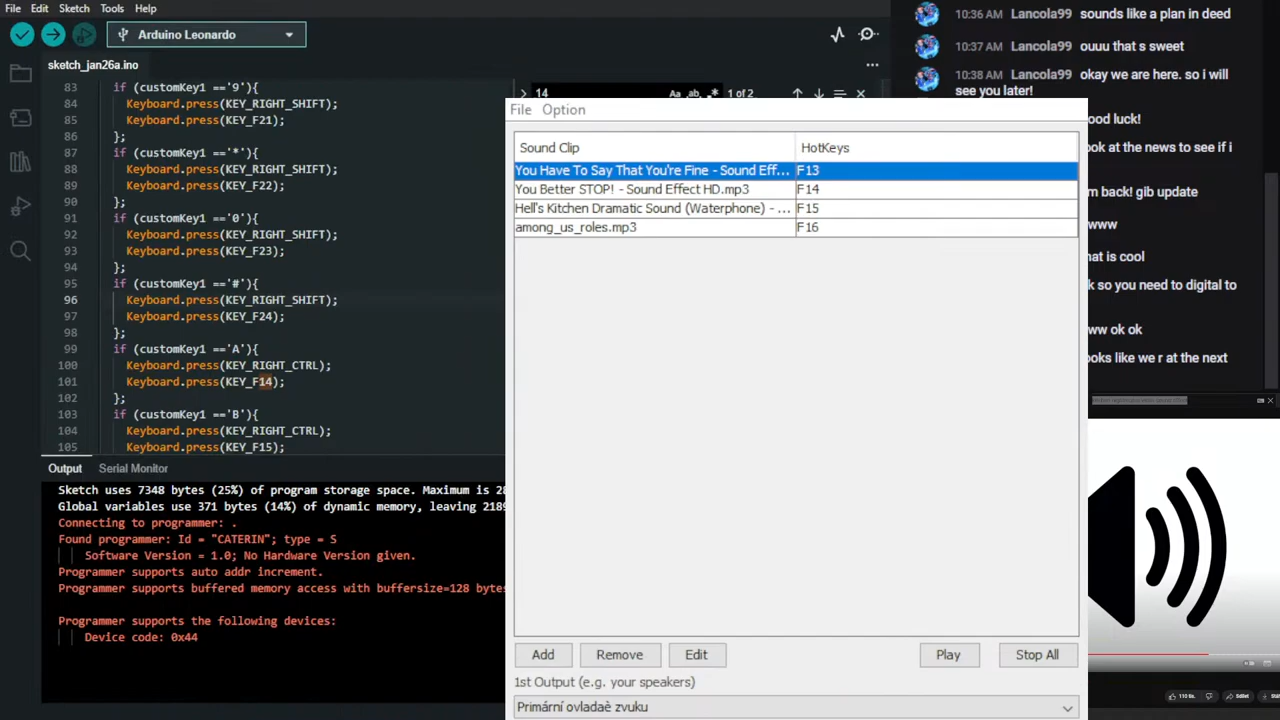 File Edit Sketch Tools Help
Arduino Leonardo
sketch_jan26a.ino
83 if (customKey1 =='9'){
84 Keyboard.press(KEY_RIGHT_SHIFT);
85 Keyboard.press(KEY_F21);
86 };
87 if (customKey1 =='*'){
88 Keyboard.press(KEY_RIGHT_SHIFT);
89 Keyboard.press(KEY_F22);
90 };
91 if (customKey1 =='0'){
92 Keyboard.press(KEY_RIGHT_SHIFT);
93 Keyboard.press(KEY_F23);
94 };
95 if (customKey1 =='#'){
96 Keyboard.press(KEY_RIGHT_SHIFT);
97 Keyboard.press(KEY_F24);
98 };
99 if (customKey1 =='A'){
100 Keyboard.press(KEY_RIGHT_CTRL);
101 Keyboard.press(KEY_F14);
102 };
103 if (customKey1 =='B'){
104 Keyboard.press(KEY_RIGHT_CTRL);
105 Keyboard.press(KEY_F15);
14 Aa ab .* 1 of 2
Output Serial Monitor
Sketch uses 7348 bytes (25%) of program storage space. Maximum is 28
Global variables use 371 bytes (14%) of dynamic memory, leaving 2189
Connecting to programmer: .
Found programmer: Id = "CATERIN"; type = S
Software Version = 1.0; No Hardware Version given.
Programmer supports auto addr increment.
Programmer supports buffered memory access with buffersize=128 bytes
Programmer supports the following devices:
Device code: 0x44
File Option
Sound Clip HotKeys
You Have To Say That You're Fine - Sound Eff... F13
You Better STOP! - Sound Effect HD.mp3 F14
Hell's Kitchen Dramatic Sound (Waterphone) - ... F15
among_us_roles.mp3 F16
Add Remove Edit Play Stop All
1st Output (e.g. your speakers)
Primární ovladaè zvuku
10:36 AM Lancola99 sounds like a plan in deed
10:37 AM Lancola99 ouuu that s sweet
10:38 AM Lancola99 okay we are here. so i will
see you later!
ood luck!
ook at the news to see if i
m back! gib update
www
hat is cool
k so you need to digital to
ww ok ok
ooks like we r at the next
Sdílet